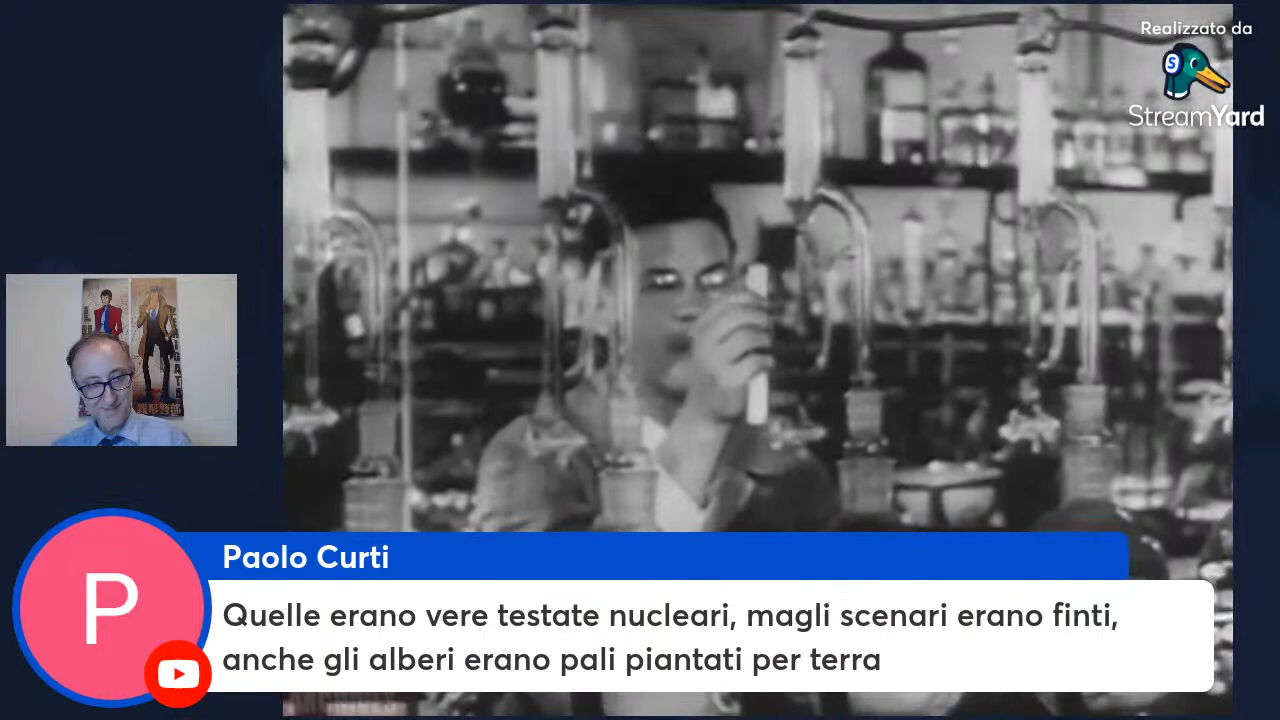 Realizzato da
StreamYard
Paolo Curti
Quelle erano vere testate nucleari, magli scenari erano finti,
anche gli alberi erano pali piantati per terra
P